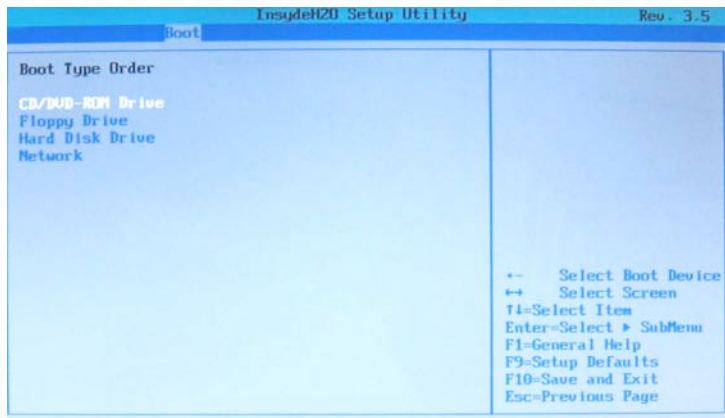 InsydeH2O Setup Utility Rev. 3.5
Boot
Boot Type Order
CD/DVD-ROM Drive
Floppy Drive
Hard Disk Drive
Network
+- Select Boot Device
←→ Select Screen
↑↓=Select Item
Enter=Select ▶ SubMenu
F1=General Help
F9=Setup Defaults
F10=Save and Exit
Esc=Previous Page